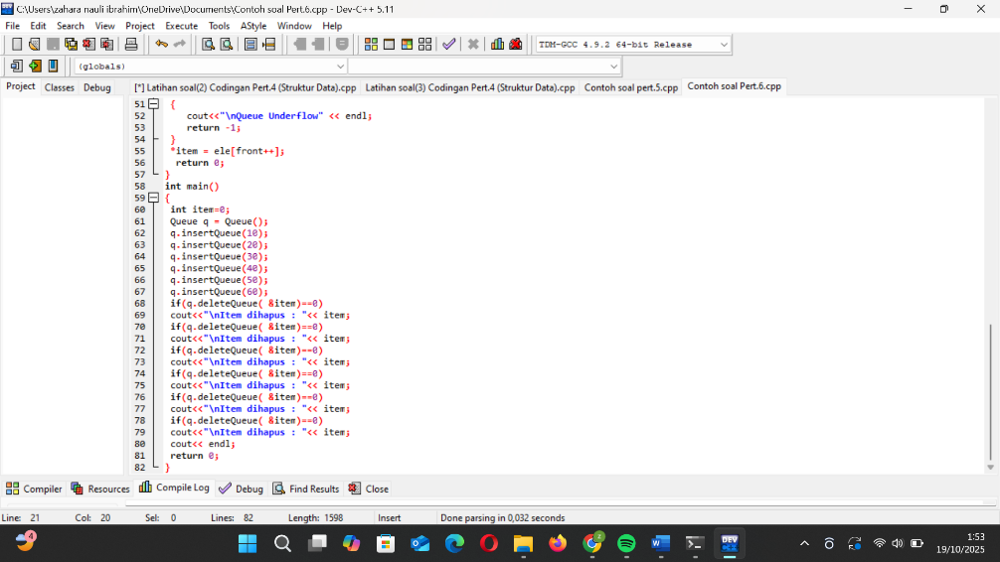 C:\Users\zahara nauli ibrahim\OneDrive\Documents\Contoh soal Pert.6.cpp - Dev-C++ 5.11
File Edit Search View Project Execute Tools AStyle Window Help
TDM-GCC 4.9.2 64-bit Release
(globals)
Project Classes Debug [*] Latihan soal(2) Codingan Pert.4 (Struktur Data).cpp Latihan soal(3) Codingan Pert.4 (Struktur Data).cpp Contoh soal pert.5.cpp Contoh soal Pert.6.cpp
51 {
52 cout<<"\nQueue Underflow" << endl;
53 return -1;
54 }
55 *item = ele[front++];
56 return 0;
57 }
58 int main()
59 {
60 int item=0;
61 Queue q = Queue();
62 q.insertQueue(10);
63 q.insertQueue(20);
64 q.insertQueue(30);
65 q.insertQueue(40);
66 q.insertQueue(50);
67 q.insertQueue(60);
68 if(q.deleteQueue( &item)==0)
69 cout<<"\nItem dihapus : "<< item;
70 if(q.deleteQueue( &item)==0)
71 cout<<"\nItem dihapus : "<< item;
72 if(q.deleteQueue( &item)==0)
73 cout<<"\nItem dihapus : "<< item;
74 if(q.deleteQueue( &item)==0)
75 cout<<"\nItem dihapus : "<< item;
76 if(q.deleteQueue( &item)==0)
77 cout<<"\nItem dihapus : "<< item;
78 if(q.deleteQueue( &item)==0)
79 cout<<"\nItem dihapus : "<< item;
80 cout<< endl;
81 return 0;
82 }
Compiler Resources Compile Log Debug Find Results Close
Line: 21 Col: 20 Sel: 0 Lines: 82 Length: 1598 Insert Done parsing in 0,032 seconds
4
DEV
1:53
19/10/2025